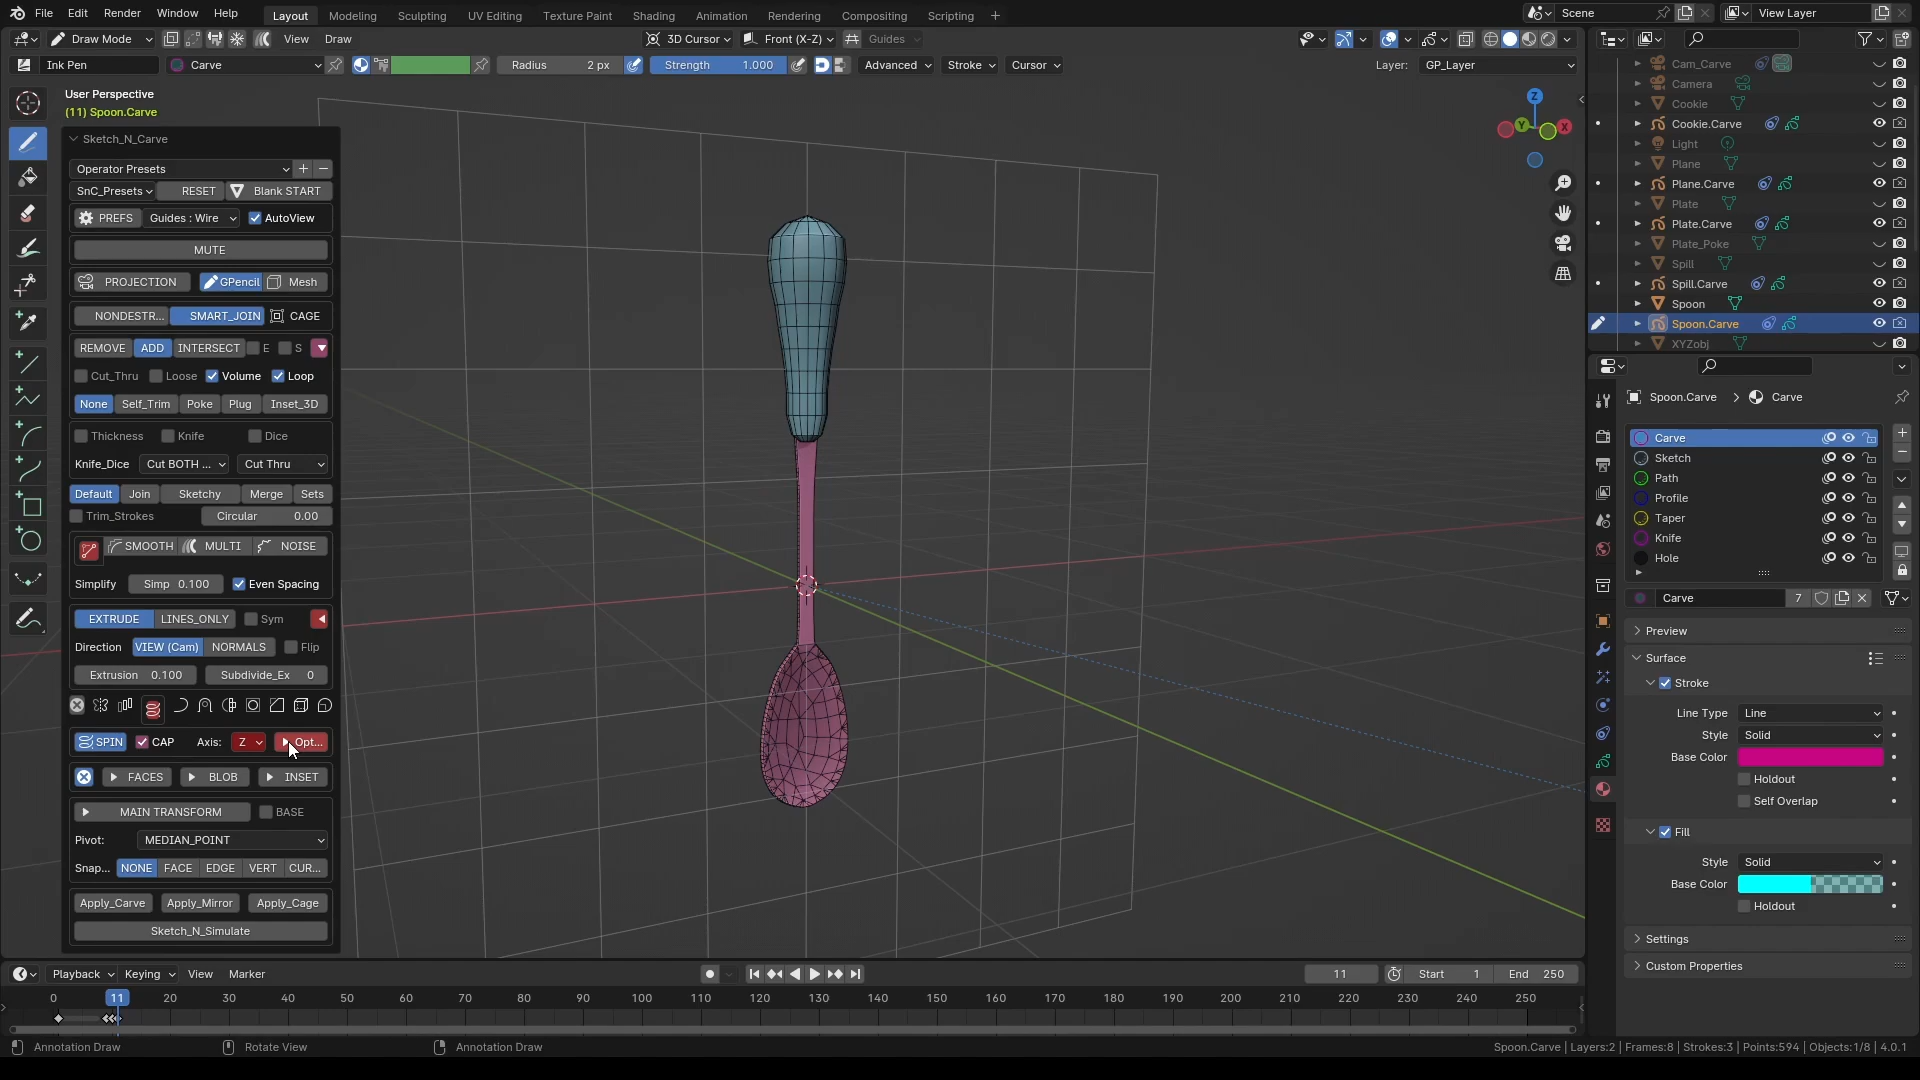 File Edit Render Window Help Layout Modeling Sculpting UV Editing Texture Paint Shading Animation Rendering Compositing Scripting + Scene View Layer
Draw Mode View Draw 3D Cursor Front (X-Z) Guides
Ink Pen Carve Radius 2 px Strength 1.000 Advanced Stroke Cursor Layer: GP_Layer
User Perspective
(11) Spoon.Carve
Sketch_N_Carve
Operator Presets
SnC_Presets RESET Blank START
PREFS Guides : Wire AutoView
MUTE
PROJECTION GPencil Mesh
NONDESTR... SMART_JOIN CAGE
REMOVE ADD INTERSECT E S
Cut_Thru Loose Volume Loop
None Self_Trim Poke Plug Inset_3D
Thickness Knife Dice
Knife_Dice Cut BOTH ... Cut Thru
Default Join Sketchy Merge Sets
Trim_Strokes Circular 0.00
SMOOTH MULTI NOISE
Simplify Simp 0.100 Even Spacing
EXTRUDE LINES_ONLY Sym
Direction VIEW (Cam) NORMALS Flip
Extrusion 0.100 Subdivide_Ex 0
SPIN CAP Axis: Z Opt...
FACES BLOB INSET
MAIN TRANSFORM BASE
Pivot: MEDIAN_POINT
Snap... NONE FACE EDGE VERT CUR...
Apply_Carve Apply_Mirror Apply_Cage
Sketch_N_Simulate
Z
Y
X
Cam_Carve
Camera
Cookie
Cookie.Carve
Light
Plane
Plane.Carve
Plate
Plate.Carve
Plate_Poke
Spill
Spill.Carve
Spoon
Spoon.Carve
XYZobj
Spoon.Carve > Carve
Carve
Sketch
Path
Profile
Taper
Knife
Hole
Carve 7
Preview
Surface
Stroke
Line Type Line
Style Solid
Base Color
Holdout
Self Overlap
Fill
Style Solid
Base Color
Holdout
Settings
Custom Properties
Playback Keying View Marker 11 Start 1 End 250
0 11 20 30 40 50 60 70 80 90 100 110 120 130 140 150 160 170 180 190 200 210 220 230 240 250
Annotation Draw Rotate View Annotation Draw Spoon.Carve | Layers:2 | Frames:8 | Strokes:3 | Points:594 | Objects:1/8 | 4.0.1